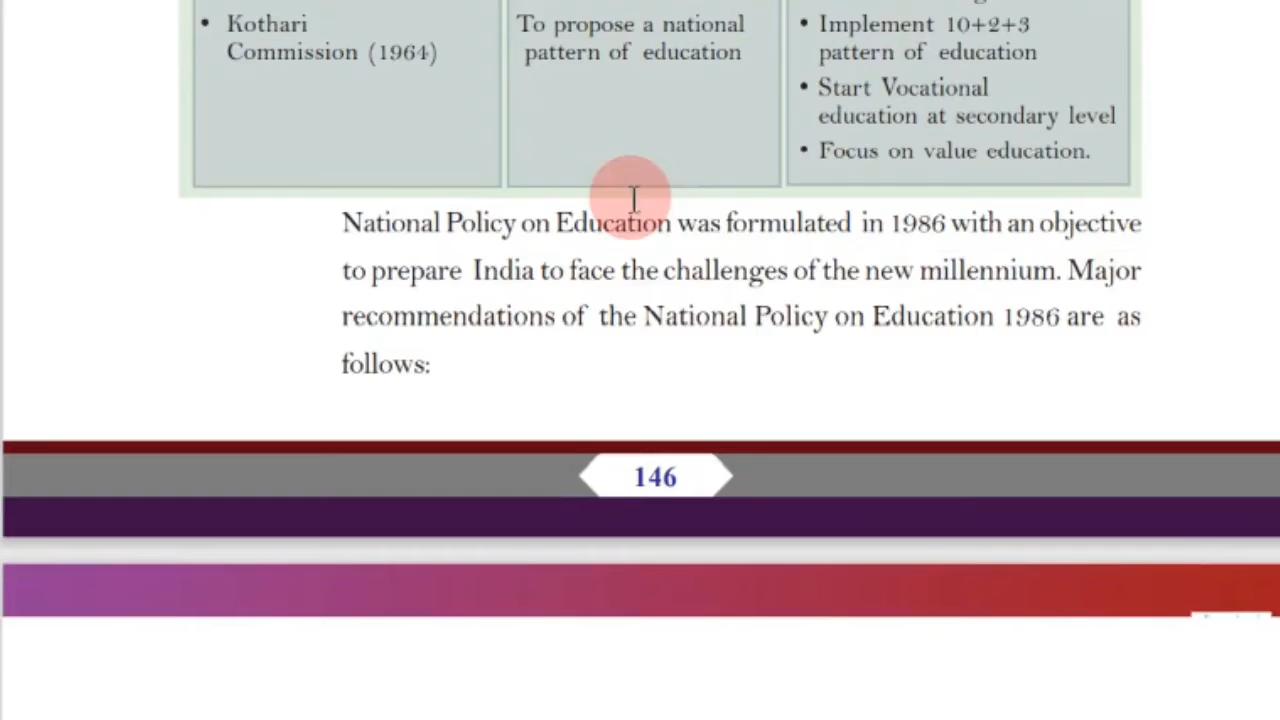 • Kothari
Commission (1964)
To propose a national
pattern of education
• Implement 10+2+3
pattern of education
• Start Vocational
education at secondary level
• Focus on value education.
National Policy on Education was formulated in 1986 with an objective
to prepare India to face the challenges of the new millennium. Major
recommendations of the National Policy on Education 1986 are as
follows:
146